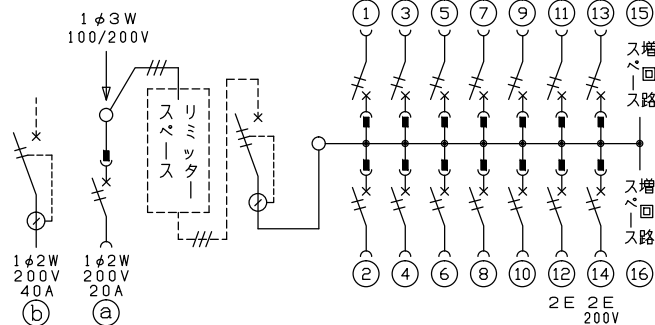 1φ3W
100/200V
リミッター
スペース
1φ2W
200V
40A
ⓑ
1φ2W
200V
20A
ⓐ
① ③ ⑤ ⑦ ⑨ ⑪ ⑬ ⑮
増回路
スペース
増回路
スペース
② ④ ⑥ ⑧ ⑩ ⑫ ⑭ ⑯
2E 2E
200V